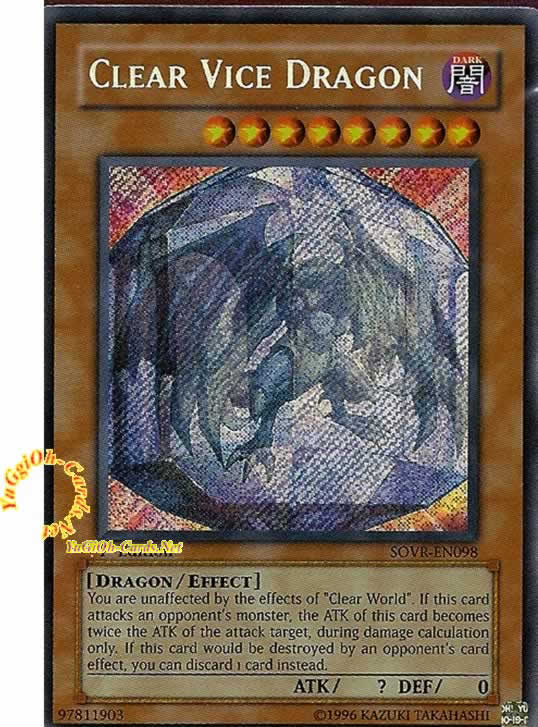 CLEAR VICE DRAGON
DARK
闇
SOVR-EN098
YuGgiOh-Cards.Net
YuGiOh-Cards.Net
[DRAGON/EFFECT]
You are unaffected by the effects of "Clear World". If this card
attacks an opponent's monster, the ATK of this card becomes
twice the ATK of the attack target, during damage calculation
only. If this card would be destroyed by an opponent's card
effect, you can discard 1 card instead.
ATK/ ? DEF/ 0
97811903
©1996 KAZUKI TAKAHASHI